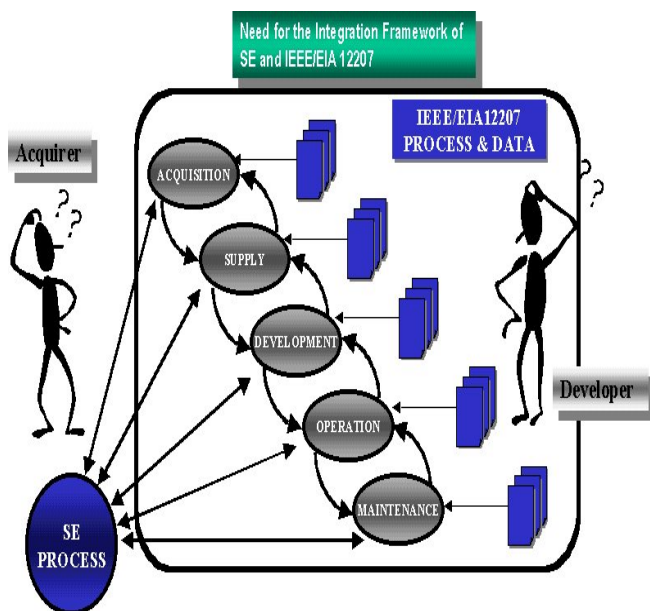 Need for the Integration Framework of
SE and IEEE/EIA 12207
IEEE/EIA12207
PROCESS & DATA
Acquirer
? ?
ACQUISITION
? ?
SUPPLY
DEVELOPMENT
Developer
OPERATION
MAINTENANCE
SE
PROCESS